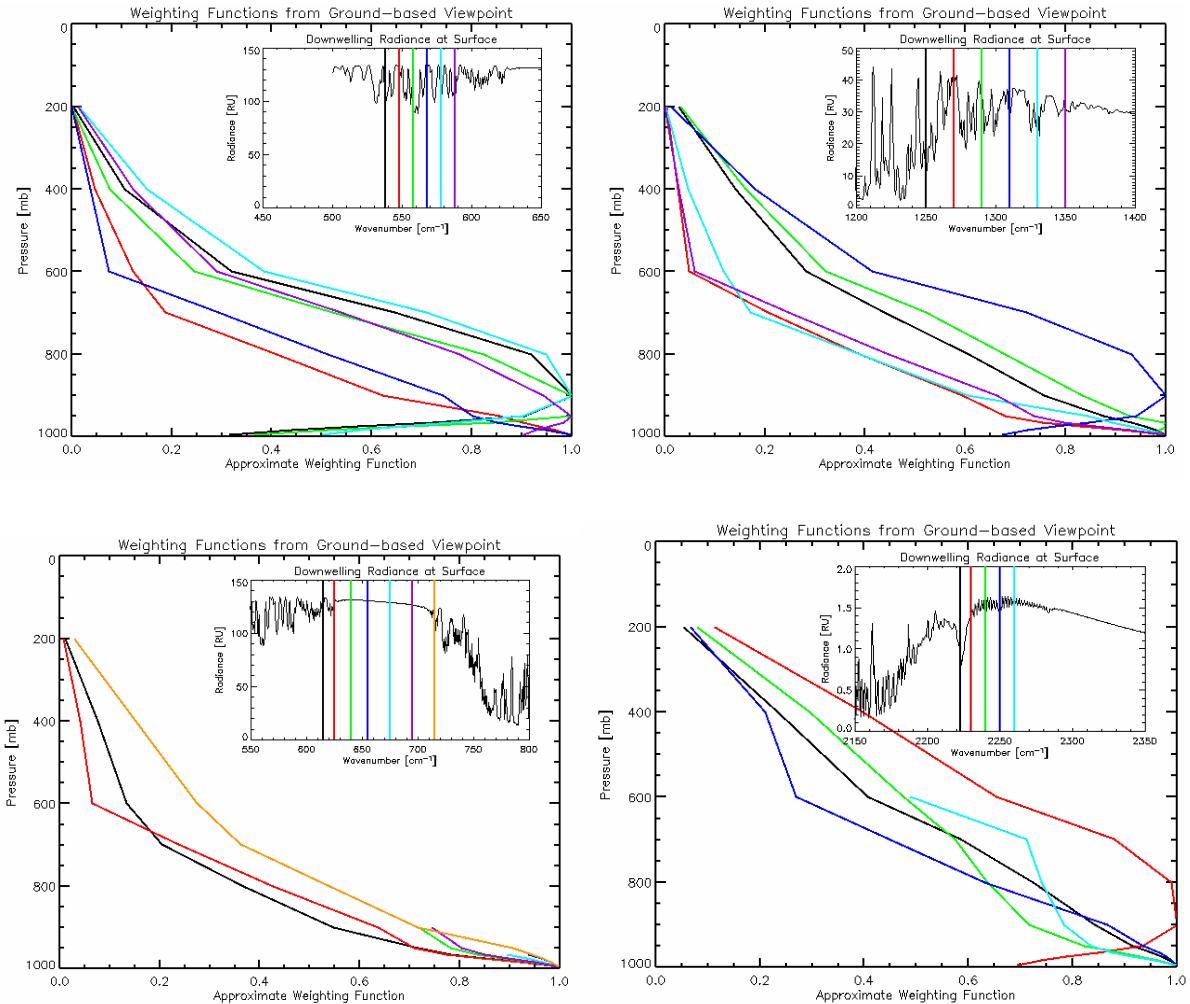 Weighting Functions from Ground-based Viewpoint
Downwelling Radiance at Surface
150
100
50
0
Radiance [RU]
450 500 550 600 650
Wavenumber [cm-1]
0
200
400
600
800
1000
Pressure [mb]
0.0 0.2 0.4 0.6 0.8 1.0
Approximate Weighting Function
Weighting Functions from Ground-based Viewpoint
Downwelling Radiance at Surface
50
40
30
20
10
0
Radiance [RU]
1200 1250 1300 1350 1400
Wavenumber [cm-1]
0
200
400
600
800
1000
Pressure [mb]
0.0 0.2 0.4 0.6 0.8 1.0
Approximate Weighting Function
Weighting Functions from Ground-based Viewpoint
Downwelling Radiance at Surface
150
100
50
0
Radiance [RU]
550 600 650 700 750 800
Wavenumber [cm-1]
0
200
400
600
800
1000
Pressure [mb]
0.0 0.2 0.4 0.6 0.8 1.0
Approximate Weighting Function
Weighting Functions from Ground-based Viewpoint
Downwelling Radiance at Surface
2.0
1.5
1.0
0.5
0.0
Radiance [RU]
2150 2200 2250 2300 2350
Wavenumber [cm-1]
0
200
400
600
800
1000
Pressure [mb]
0.0 0.2 0.4 0.6 0.8 1.0
Approximate Weighting Function